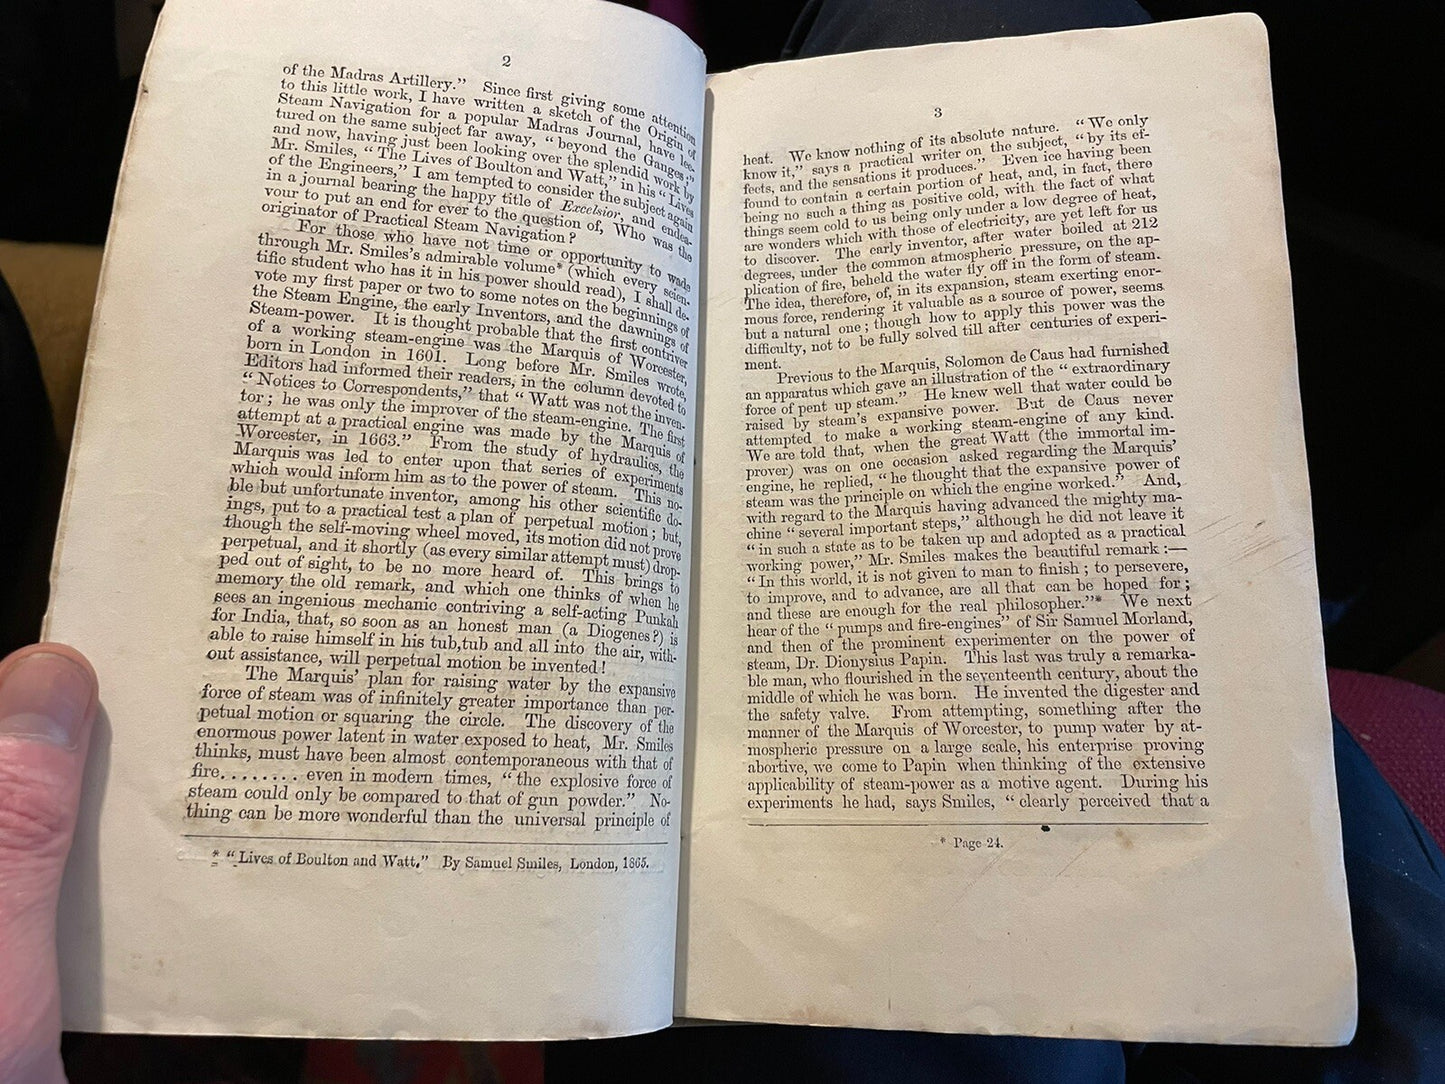 2
of the Madras Artillery." Since first giving some attention
to this little work, I have written a sketch of the Origin of
Steam Navigation for a popular Madras Journal, have lec-
tured on the same subject far away, "beyond the Ganges;"
and now, having just been looking over the splendid work by
Mr. Smiles, "The Lives of Boulton and Watt," in his "Lives
of the Engineers," I am tempted to consider the subject again
in a journal bearing the happy title of Excelsior, and endea-
vour to put an end for ever to the question of, Who was the
originator of Practical Steam Navigation?
For those who have not time or opportunity to wade
through Mr. Smiles's admirable volume* (which every scien-
tific student who has it in his power should read), I shall de-
vote my first paper or two to some notes on the beginnings of
the Steam Engine, the early Inventors, and the dawnings of
Steam-power. It is thought probable that the first contriver
of a working steam-engine was the Marquis of Worcester,
born in London in 1601. Long before Mr. Smiles wrote,
Editors had informed their readers, in the column devoted to
"Notices to Correspondents," that "Watt was not the inven-
tor; he was only the improver of the steam-engine. The first
attempt at a practical engine was made by the Marquis of
Worcester, in 1663." From the study of hydraulics, the
Marquis was led to enter upon that series of experiments
which would inform him as to the power of steam. This no-
ble but unfortunate inventor, among his other scientific do-
ings, put to a practical test a plan of perpetual motion; but,
though the self-moving wheel moved, its motion did not prove
perpetual, and it shortly (as every similar attempt must) drop-
ped out of sight, to be no more heard of. This brings to
memory the old remark, and which one thinks of when he
sees an ingenious mechanic contriving a self-acting Punkah
for India, that, so soon as an honest man (a Diogenes?) is
able to raise himself in his tub,tub and all into the air, with-
out assistance, will perpetual motion be invented!
The Marquis' plan for raising water by the expansive
force of steam was of infinitely greater importance than per-
petual motion or squaring the circle. The discovery of the
enormous power latent in water exposed to heat, Mr. Smiles
thinks, must have been almost contemporaneous with that of
fire........ even in modern times, "the explosive force of
steam could only be compared to that of gun powder." No-
thing can be more wonderful than the universal principle of
* "Lives of Boulton and Watt." By Samuel Smiles, London, 1865.
3
heat. We know nothing of its absolute nature. "We only
know it," says a practical writer on the subject, "by its ef-
fects, and the sensations it produces." Even ice having been
found to contain a certain portion of heat, and, in fact, there
being no such a thing as positive cold, with the fact of what
things seem cold to us being only under a low degree of heat,
are wonders which with those of electricity, are yet left for us
to discover. The early inventor, after water boiled at 212
degrees, under the common atmospheric pressure, on the ap-
plication of fire, beheld the water fly off in the form of steam.
The idea, therefore, of, in its expansion, steam exerting enor-
mous force, rendering it valuable as a source of power, seems
but a natural one; though how to apply this power was the
difficulty, not to be fully solved till after centuries of experi-
ment.
Previous to the Marquis, Solomon de Caus had furnished
an apparatus which gave an illustration of the "extraordinary
force of pent up steam." He knew well that water could be
raised by steam's expansive power. But de Caus never
attempted to make a working steam-engine of any kind.
We are told that, when the great Watt (the immortal im-
prover) was on one occasion asked regarding the Marquis'
engine, he replied, "he thought that the expansive power of
steam was the principle on which the engine worked." And,
with regard to the Marquis having advanced the mighty ma-
chine "several important steps," although he did not leave it
"in such a state as to be taken up and adopted as a practical
working power," Mr. Smiles makes the beautiful remark:—
"In this world, it is not given to man to finish; to persevere,
to improve, and to advance, are all that can be hoped for;
and these are enough for the real philosopher."* We next
hear of the "pumps and fire-engines" of Sir Samuel Morland,
and then of the prominent experimenter on the power of
steam, Dr. Dionysius Papin. This last was truly a remarka-
ble man, who flourished in the seventeenth century, about the
middle of which he was born. He invented the digester and
the safety valve. From attempting, something after the
manner of the Marquis of Worcester, to pump water by at-
mospheric pressure on a large scale, his enterprise proving
abortive, we come to Papin when thinking of the extensive
applicability of steam-power as a motive agent. During his
experiments he had, says Smiles, "clearly perceived that a
* Page 24.